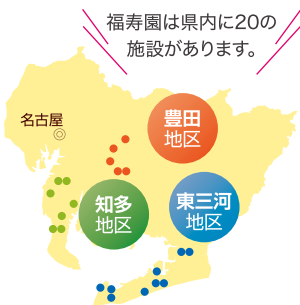 福寿園は県内に20の
施設があります。
名古屋
豊田
地区
知多
地区
東三河
地区